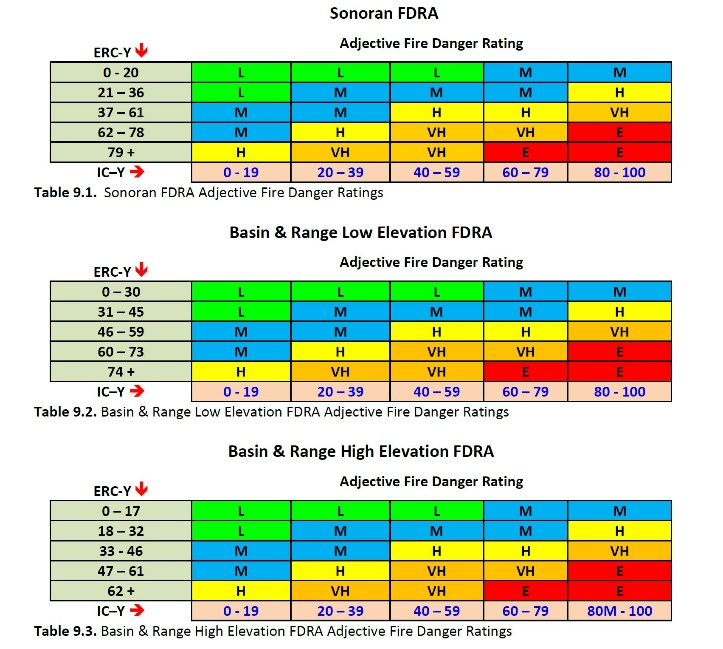 Sonoran FDRA
Adjective Fire Danger Rating
ERC-Y
0 - 20 L L L M M
21 – 36 L M M M H
37 – 61 M M H H VH
62 – 78 M H VH VH E
79 + H VH VH E E
IC–Y 0 - 19 20 – 39 40 – 59 60 – 79 80 - 100
Table 9.1. Sonoran FDRA Adjective Fire Danger Ratings
Basin & Range Low Elevation FDRA
Adjective Fire Danger Rating
ERC-Y
0 – 30 L L L M M
31 – 45 L M M M H
46 – 59 M M H H VH
60 – 73 M H VH VH E
74 + H VH VH E E
IC–Y 0 - 19 20 – 39 40 – 59 60 – 79 80 - 100
Table 9.2. Basin & Range Low Elevation FDRA Adjective Fire Danger Ratings
Basin & Range High Elevation FDRA
Adjective Fire Danger Rating
ERC-Y
0 – 17 L L L M M
18 – 32 L M M M H
33 - 46 M M H H VH
47 – 61 M H VH VH E
62 + H VH VH E E
IC–Y 0 - 19 20 – 39 40 – 59 60 – 79 80M - 100
Table 9.3. Basin & Range High Elevation FDRA Adjective Fire Danger Ratings